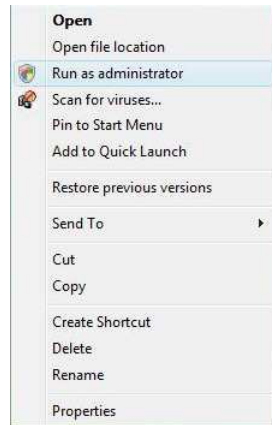 Open
Open file location
Run as administrator
Scan for viruses...
Pin to Start Menu
Add to Quick Launch
Restore previous versions
Send To
Cut
Copy
Create Shortcut
Delete
Rename
Properties